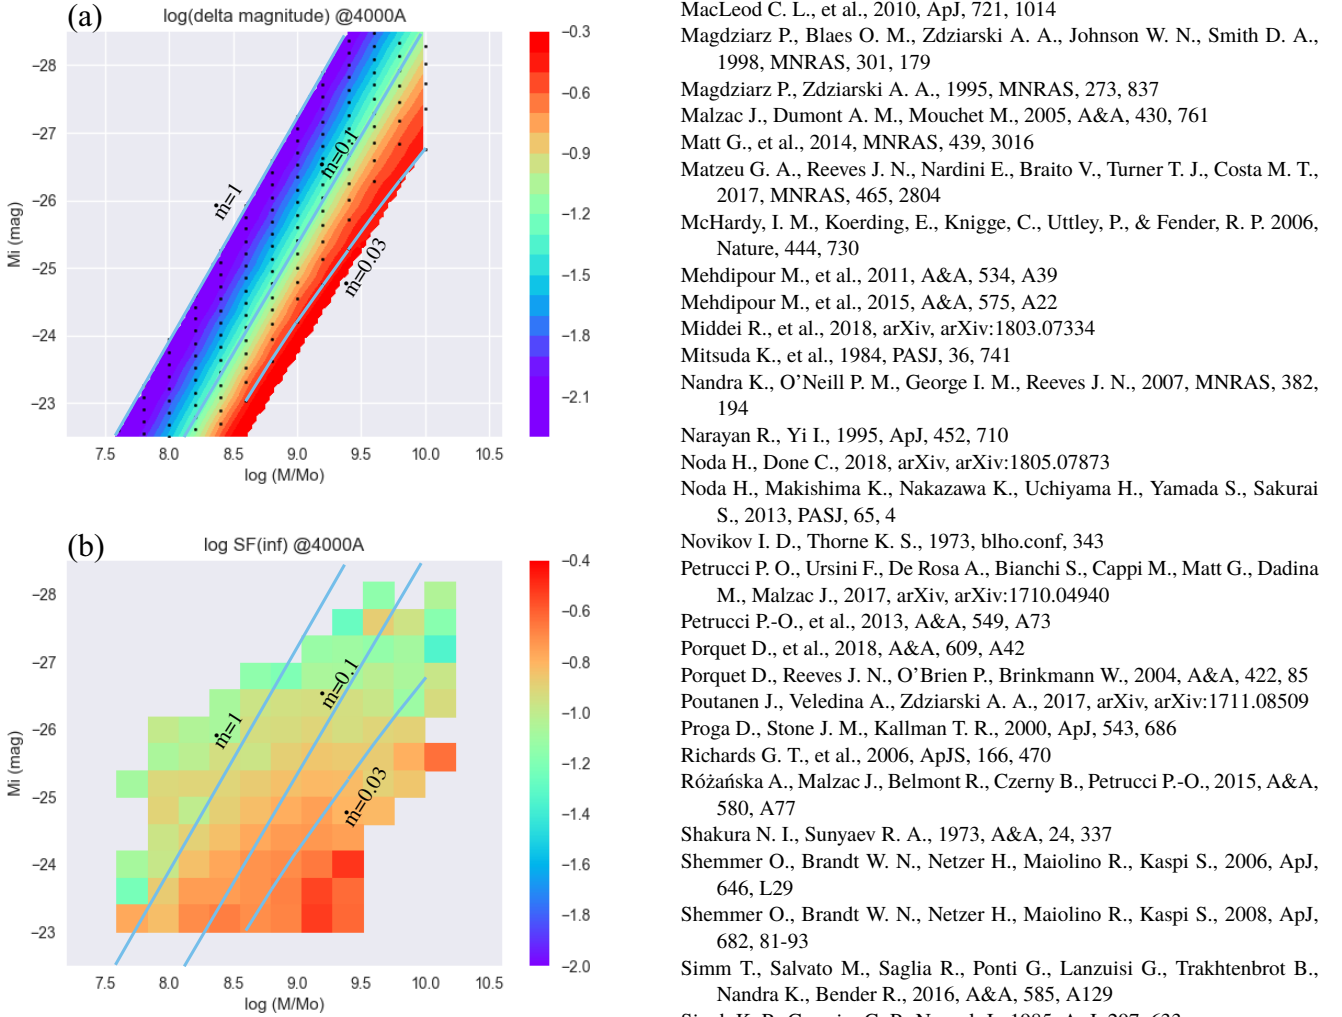 (a)
log(delta magnitude) @4000A
−28
−27
−26
−25
−24
−23
Mi (mag)
ṁ=1
ṁ=0.1
ṁ=0.03
7.5 8.0 8.5 9.0 9.5 10.0 10.5
log (M/Mo)
−0.3
−0.6
−0.9
−1.2
−1.5
−1.8
−2.1
(b)
log SF(inf) @4000A
−28
−27
−26
−25
−24
−23
Mi (mag)
ṁ=1
ṁ=0.1
ṁ=0.03
7.5 8.0 8.5 9.0 9.5 10.0 10.5
log (M/Mo)
−0.4
−0.6
−0.8
−1.0
−1.2
−1.4
−1.6
−1.8
−2.0
MacLeod C. L., et al., 2010, ApJ, 721, 1014
Magdziarz P., Blaes O. M., Zdziarski A. A., Johnson W. N., Smith D. A.,
1998, MNRAS, 301, 179
Magdziarz P., Zdziarski A. A., 1995, MNRAS, 273, 837
Malzac J., Dumont A. M., Mouchet M., 2005, A&A, 430, 761
Matt G., et al., 2014, MNRAS, 439, 3016
Matzeu G. A., Reeves J. N., Nardini E., Braito V., Turner T. J., Costa M. T.,
2017, MNRAS, 465, 2804
McHardy, I. M., Koerding, E., Knigge, C., Uttley, P., & Fender, R. P. 2006,
Nature, 444, 730
Mehdipour M., et al., 2011, A&A, 534, A39
Mehdipour M., et al., 2015, A&A, 575, A22
Middei R., et al., 2018, arXiv, arXiv:1803.07334
Mitsuda K., et al., 1984, PASJ, 36, 741
Nandra K., O'Neill P. M., George I. M., Reeves J. N., 2007, MNRAS, 382,
194
Narayan R., Yi I., 1995, ApJ, 452, 710
Noda H., Done C., 2018, arXiv, arXiv:1805.07873
Noda H., Makishima K., Nakazawa K., Uchiyama H., Yamada S., Sakurai
S., 2013, PASJ, 65, 4
Novikov I. D., Thorne K. S., 1973, blho.conf, 343
Petrucci P. O., Ursini F., De Rosa A., Bianchi S., Cappi M., Matt G., Dadina
M., Malzac J., 2017, arXiv, arXiv:1710.04940
Petrucci P.-O., et al., 2013, A&A, 549, A73
Porquet D., et al., 2018, A&A, 609, A42
Porquet D., Reeves J. N., O'Brien P., Brinkmann W., 2004, A&A, 422, 85
Poutanen J., Veledina A., Zdziarski A. A., 2017, arXiv, arXiv:1711.08509
Proga D., Stone J. M., Kallman T. R., 2000, ApJ, 543, 686
Richards G. T., et al., 2006, ApJS, 166, 470
Różańska A., Malzac J., Belmont R., Czerny B., Petrucci P.-O., 2015, A&A,
580, A77
Shakura N. I., Sunyaev R. A., 1973, A&A, 24, 337
Shemmer O., Brandt W. N., Netzer H., Maiolino R., Kaspi S., 2006, ApJ,
646, L29
Shemmer O., Brandt W. N., Netzer H., Maiolino R., Kaspi S., 2008, ApJ,
682, 81-93
Simm T., Salvato M., Saglia R., Ponti G., Lanzuisi G., Trakhtenbrot B.,
Nandra K., Bender R., 2016, A&A, 585, A129